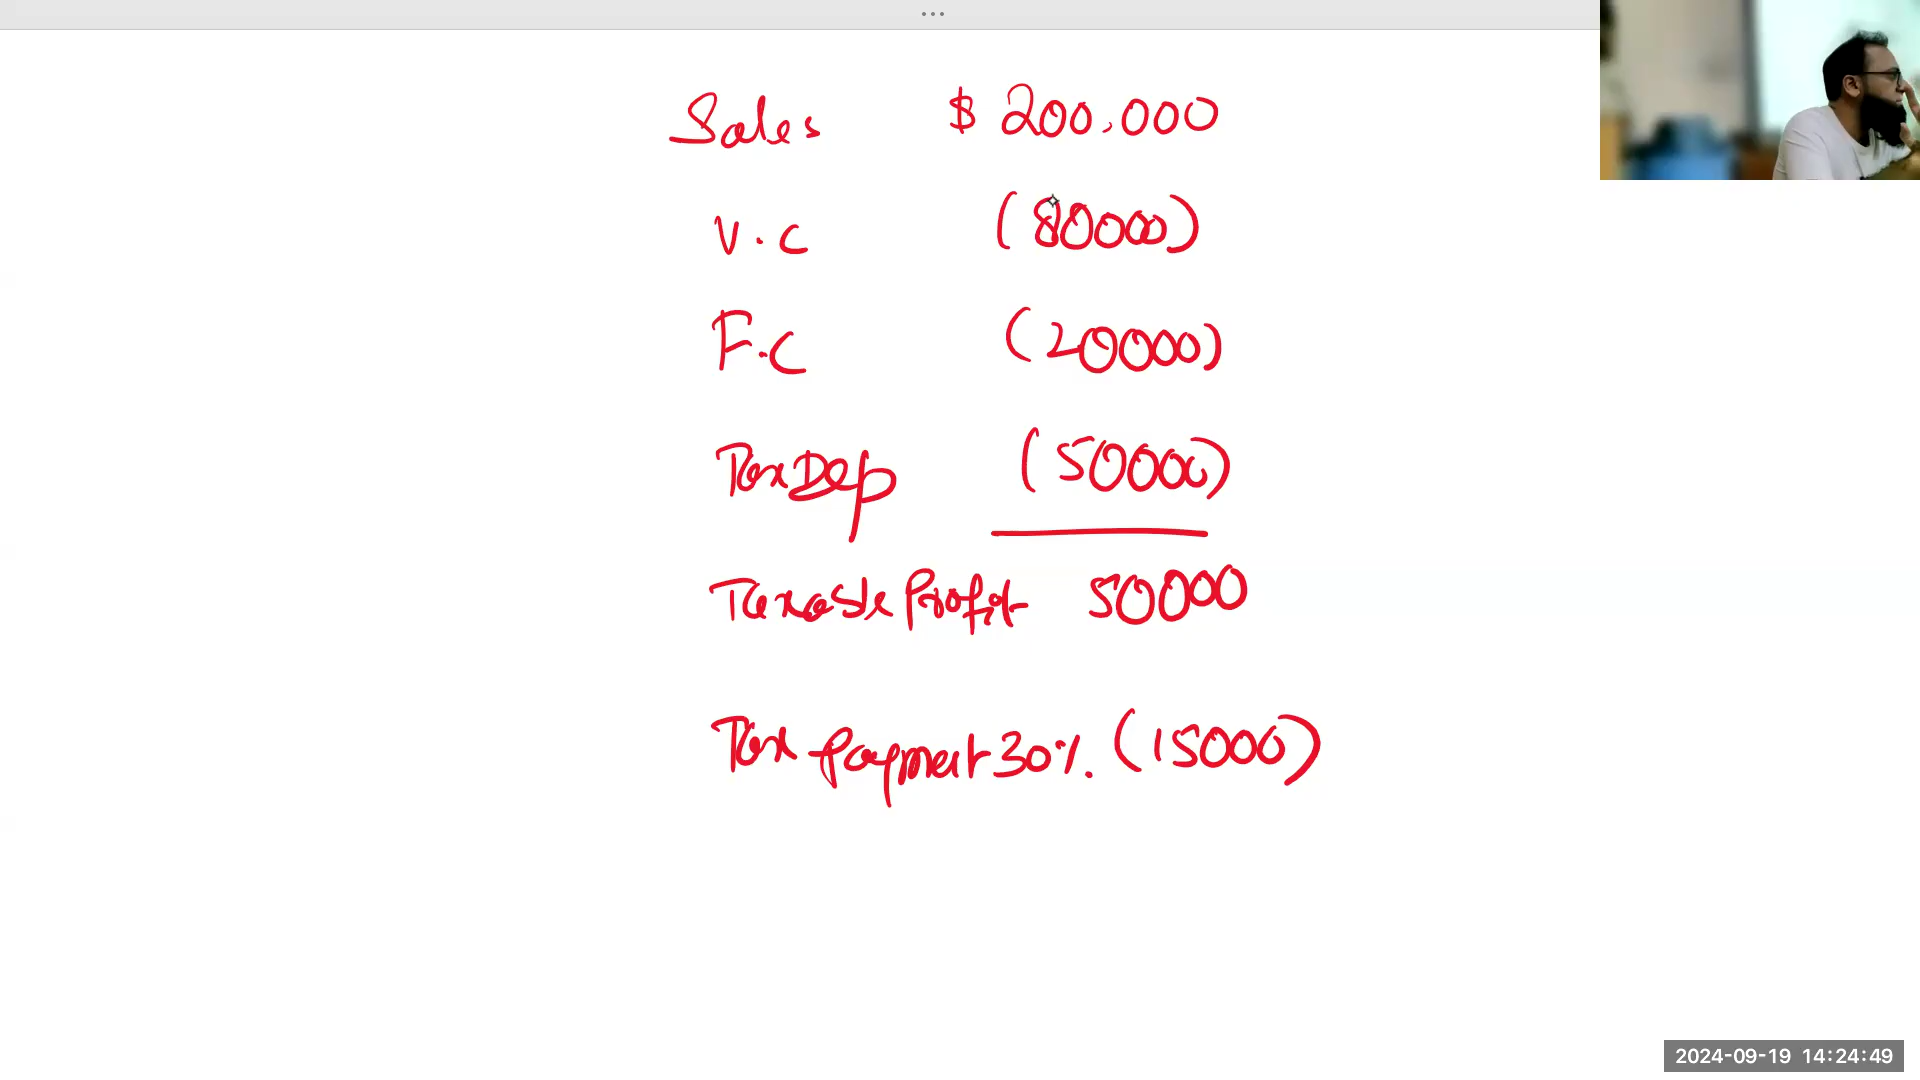 Sales $ 200,000
V.C (80000)
F.C (20000)
Tax Dep (50000)
Taxable Profit 50000
Tax payment 30% (15000)
2024-09-19 14:24:49